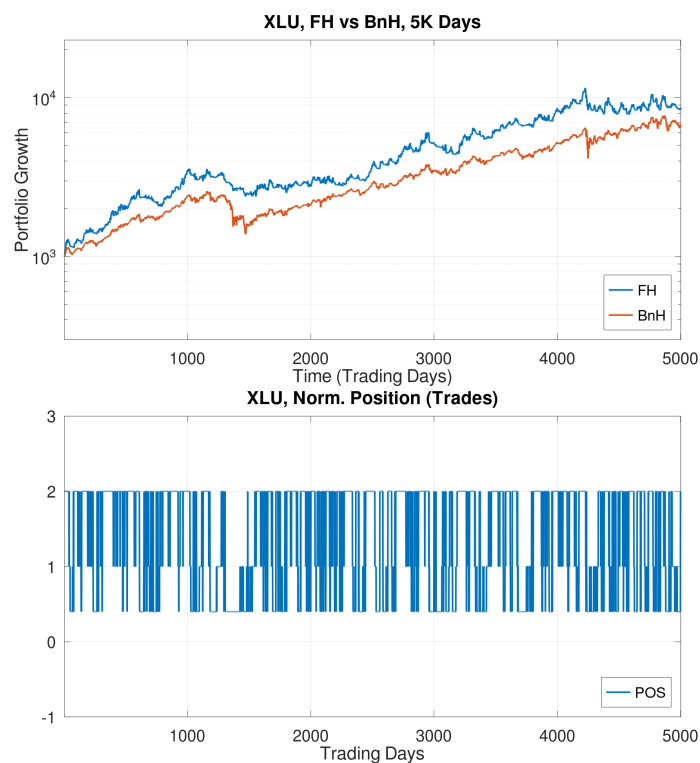 XLU, FH vs BnH, 5K Days
Portfolio Growth
10^4
10^3
FH
BnH
1000 2000 3000 4000 5000
Time (Trading Days)
XLU, Norm. Position (Trades)
3
2
1
0
-1
POS
1000 2000 3000 4000 5000
Trading Days